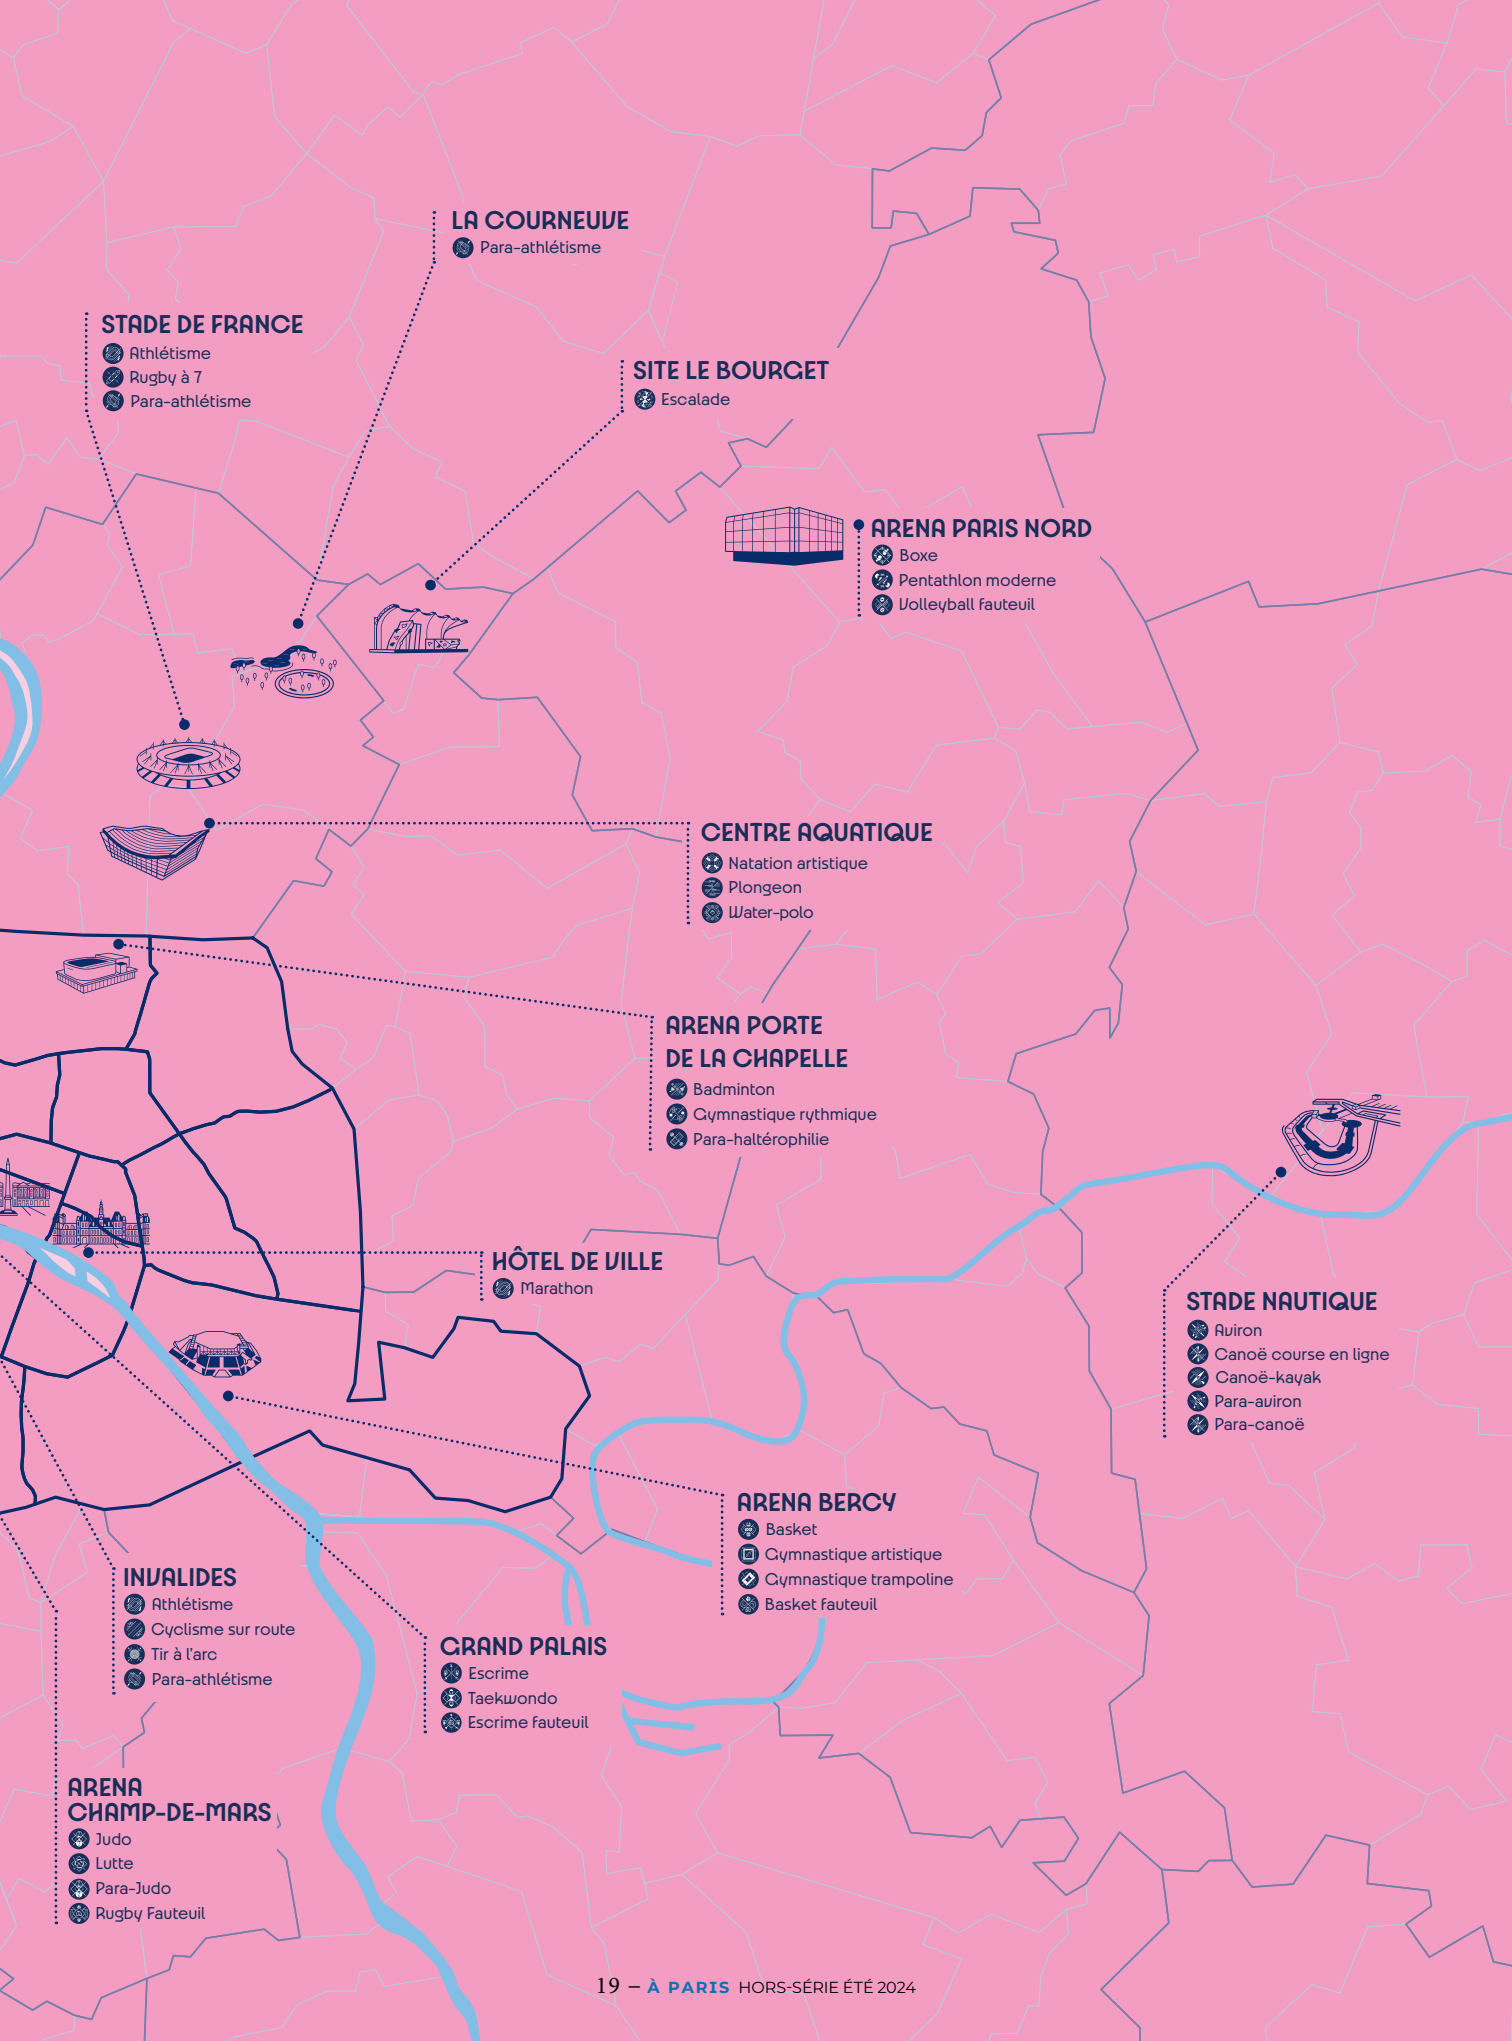 LA COURNEUVE
Para-athlétisme
STADE DE FRANCE
Athlétisme
Rugby à 7
Para-athlétisme
SITE LE BOURGET
Escalade
ARENA PARIS NORD
Boxe
Pentathlon moderne
Volleyball fauteuil
CENTRE AQUATIQUE
Natation artistique
Plongeon
Water-polo
ARENA PORTE
DE LA CHAPELLE
Badminton
Gymnastique rythmique
Para-haltérophilie
HÔTEL DE VILLE
Marathon
STADE NAUTIQUE
Aviron
Canoë course en ligne
Canoë-kayak
Para-aviron
Para-canoë
ARENA BERCY
Basket
Gymnastique artistique
Gymnastique trampoline
Basket fauteuil
INVALIDES
Athlétisme
Cyclisme sur route
Tir à l'arc
Para-athlétisme
GRAND PALAIS
Escrime
Taekwondo
Escrime fauteuil
ARENA
CHAMP-DE-MARS
Judo
Lutte
Para-Judo
Rugby Fauteuil
19 – À PARIS HORS-SÉRIE ÉTÉ 2024